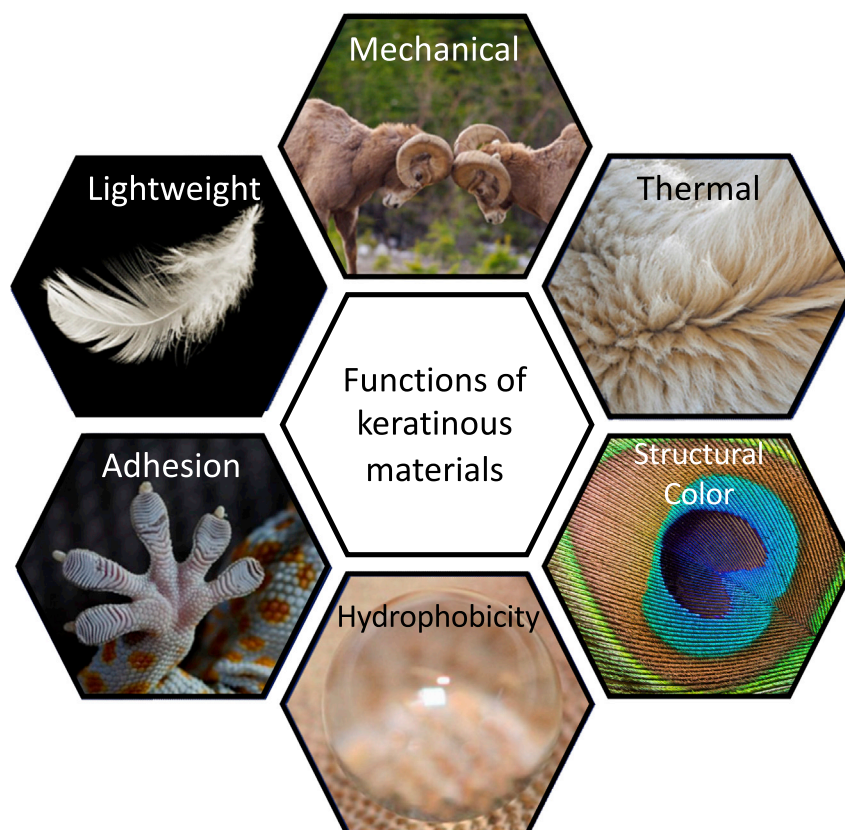 Mechanical
Lightweight
Thermal
Functions of
keratinous
materials
Adhesion
Structural
Color
Hydrophobicity